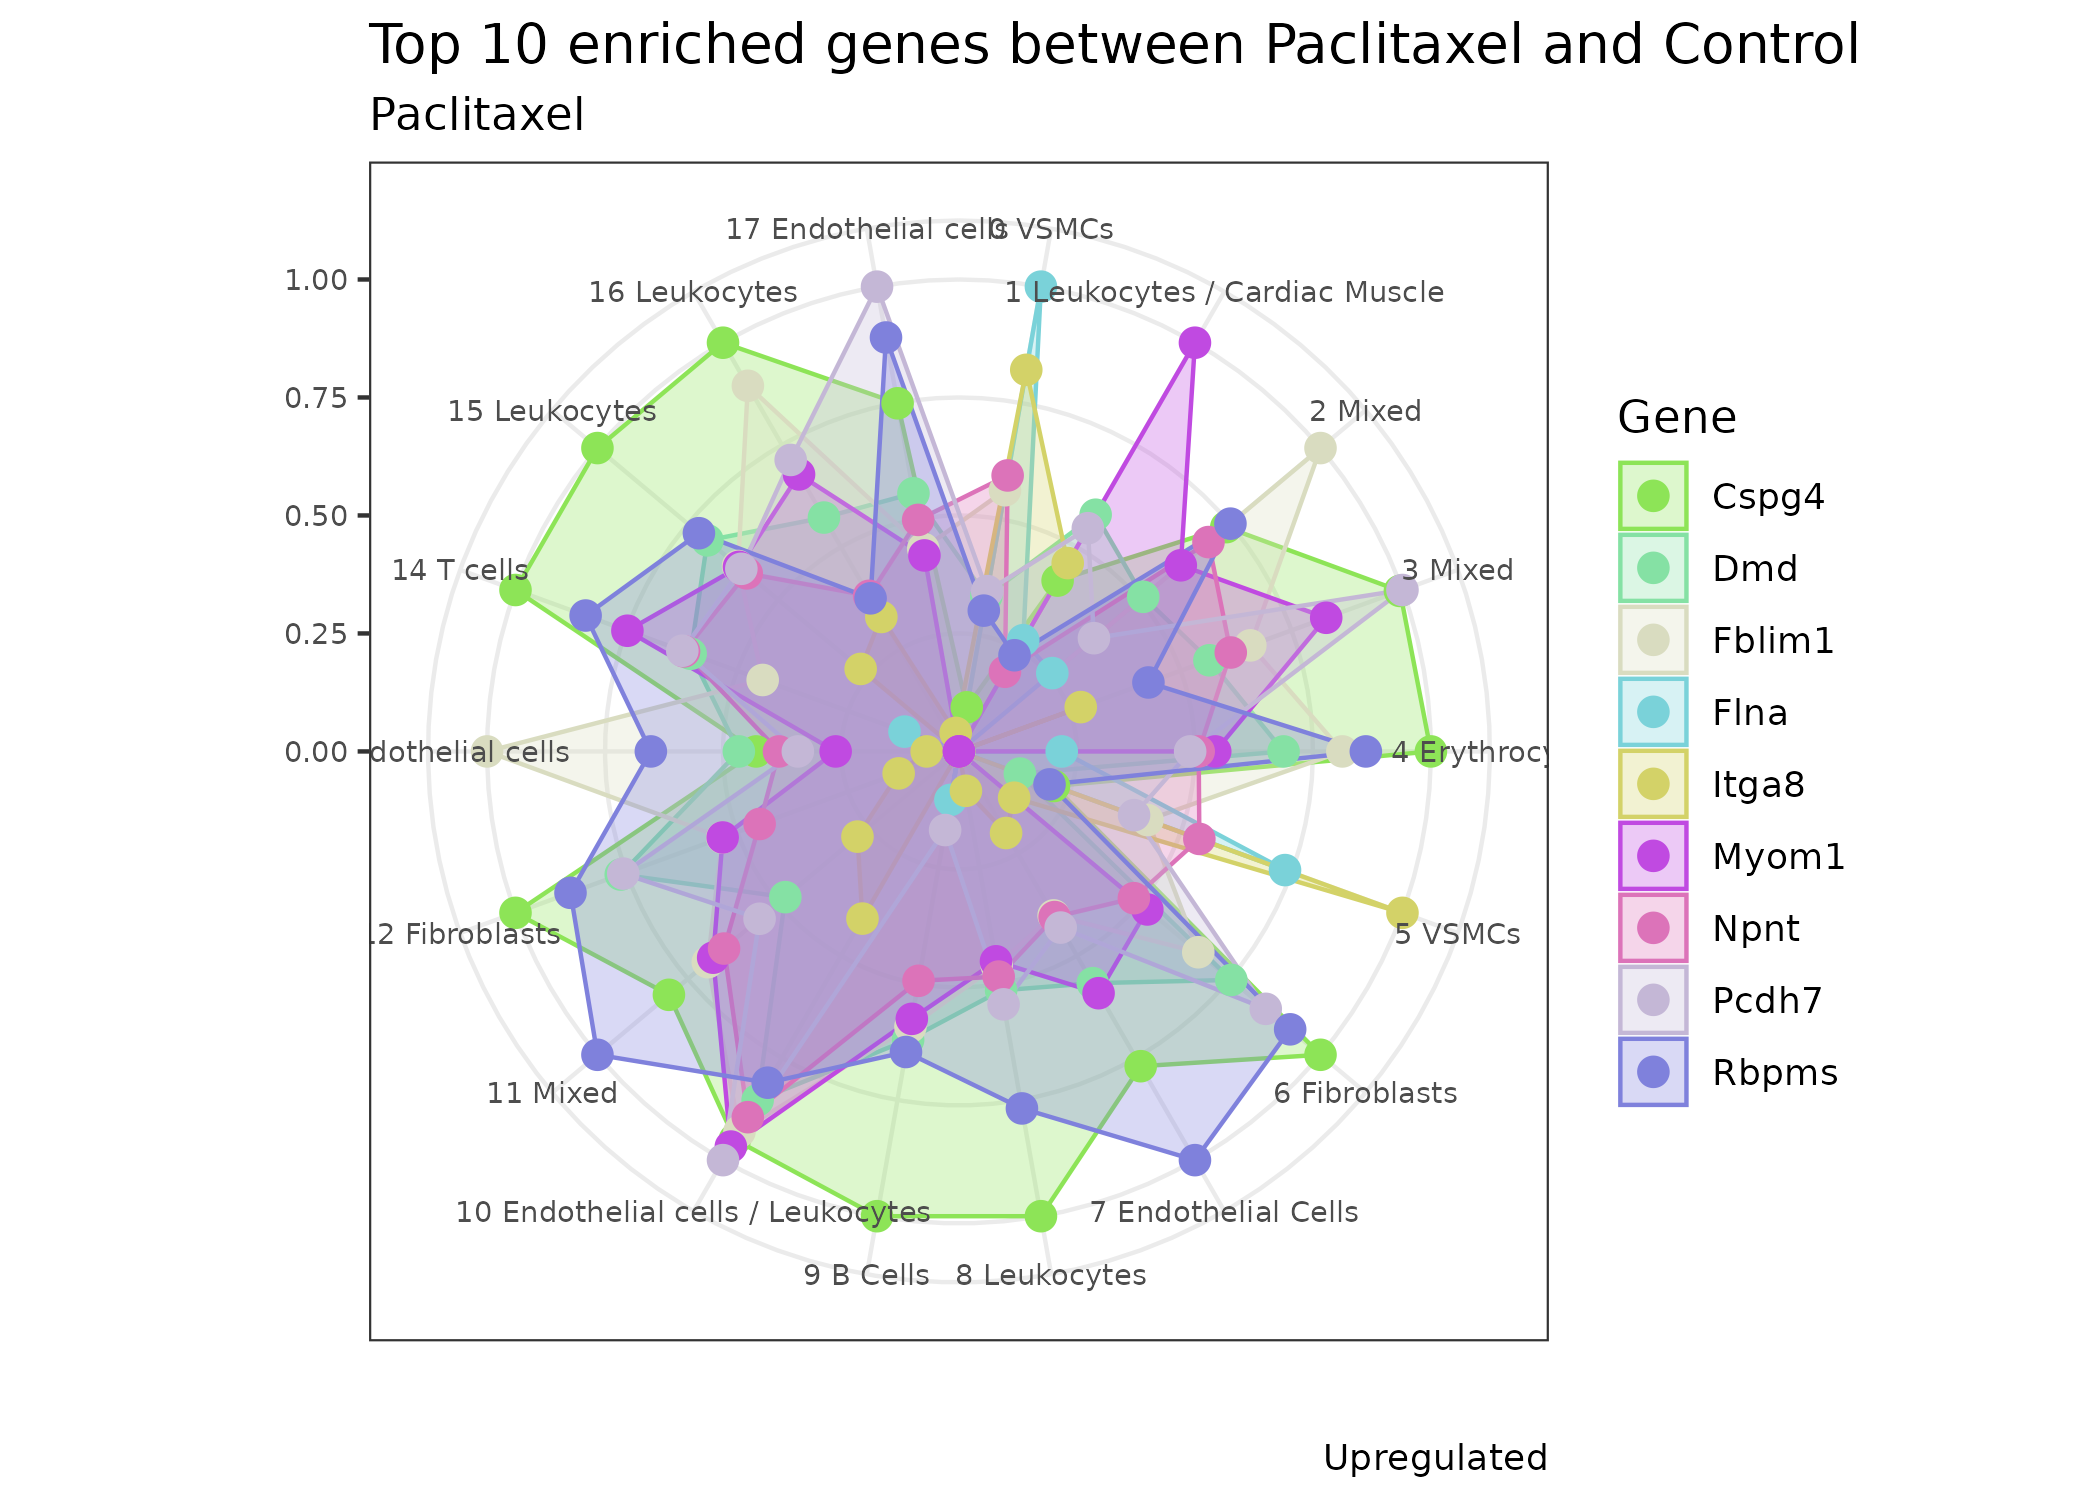 Top 10 enriched genes between Paclitaxel and Control
Paclitaxel
17 Endothelial cells
0 VSMCs
1.00
16 Leukocytes
1 Leukocytes / Cardiac Muscle
0.75
15 Leukocytes
2 Mixed
0.50
14 T cells
3 Mixed
0.25
0.00
dothelial cells
4 Erythrocy
2 Fibroblasts
5 VSMCs
11 Mixed
6 Fibroblasts
10 Endothelial cells / Leukocytes
7 Endothelial Cells
9 B Cells
8 Leukocytes
Gene
Cspg4
Dmd
Fblim1
Flna
Itga8
Myom1
Npnt
Pcdh7
Rbpms
Upregulated